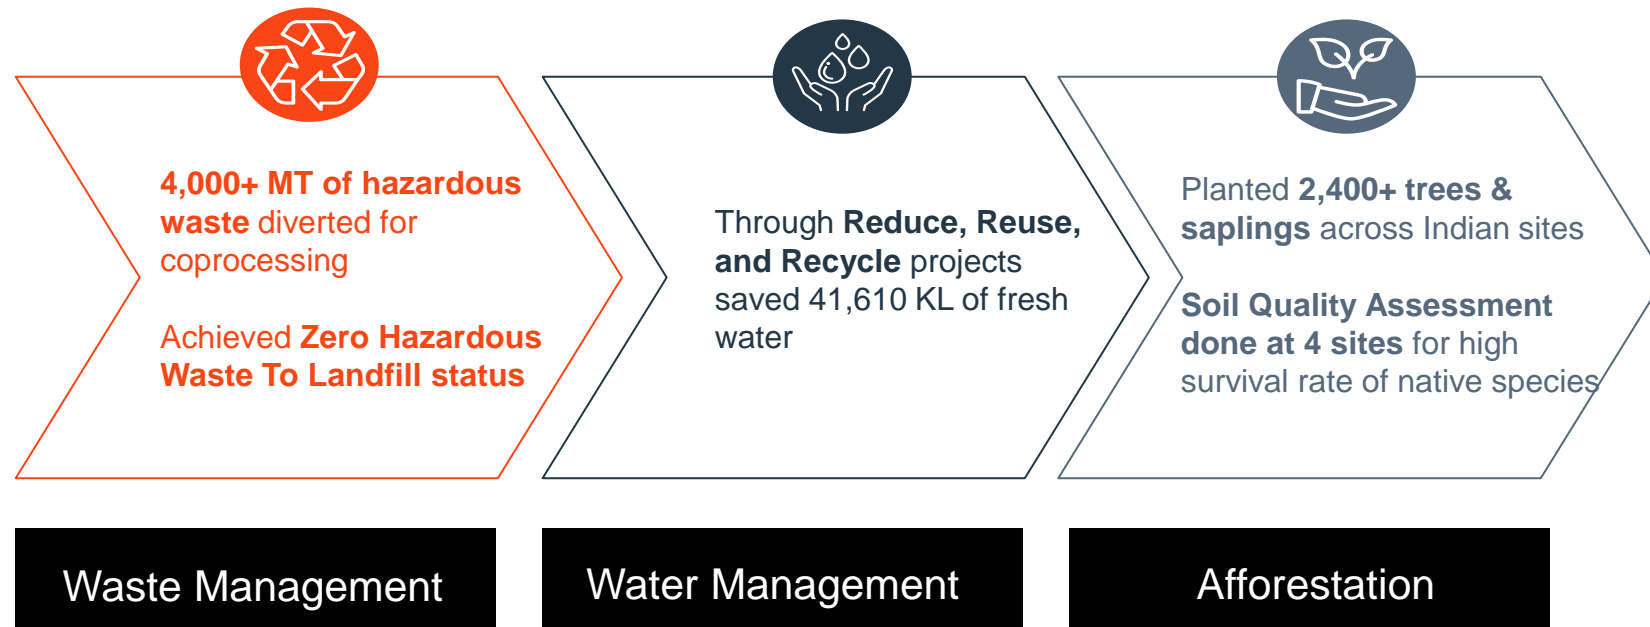 4,000+ MT of hazardous
waste diverted for
coprocessing
Achieved Zero Hazardous
Waste To Landfill status
Through Reduce, Reuse,
and Recycle projects
saved 41,610 KL of fresh
water
Planted 2,400+ trees &
saplings across Indian sites
Soil Quality Assessment
done at 4 sites for high
survival rate of native species
Waste Management
Water Management
Afforestation